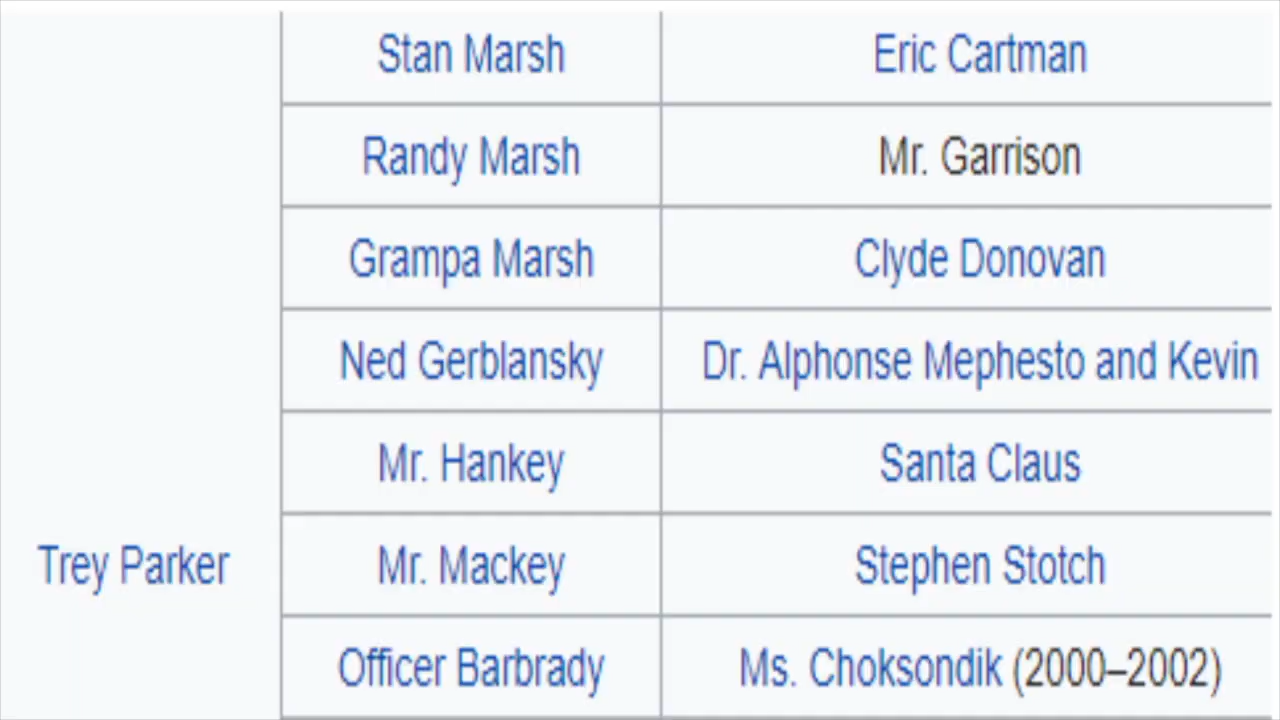 Stan Marsh Eric Cartman
Randy Marsh Mr. Garrison
Grampa Marsh Clyde Donovan
Ned Gerblansky Dr. Alphonse Mephesto and Kevin
Mr. Hankey Santa Claus
Trey Parker Mr. Mackey Stephen Stotch
Officer Barbrady Ms. Choksondik (2000–2002)